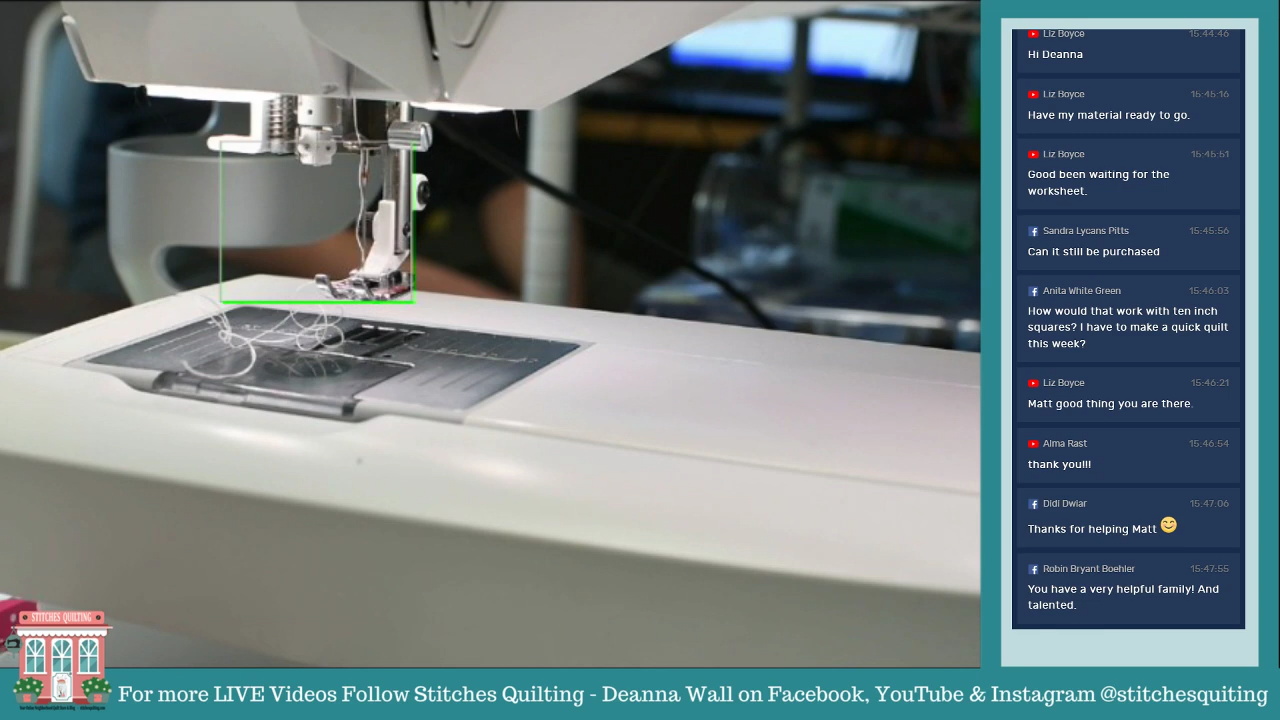 Liz Boyce 15:44:46
Hi Deanna
Liz Boyce 15:45:16
Have my material ready to go.
Liz Boyce 15:45:51
Good been waiting for the
worksheet.
Sandra Lycans Pitts 15:45:56
Can it still be purchased
Anita White Green 15:46:03
How would that work with ten inch
squares? I have to make a quick quilt
this week?
Liz Boyce 15:46:21
Matt good thing you are there.
Alma Rast 15:46:54
thank you!!!
Didi Dwiar 15:47:06
Thanks for helping Matt 😊
Robin Bryant Boehler 15:47:55
You have a very helpful family! And
talented.
STITCHES QUILTING
For more LIVE Videos Follow Stitches Quilting - Deanna Wall on Facebook, YouTube & Instagram @stitchesquiting